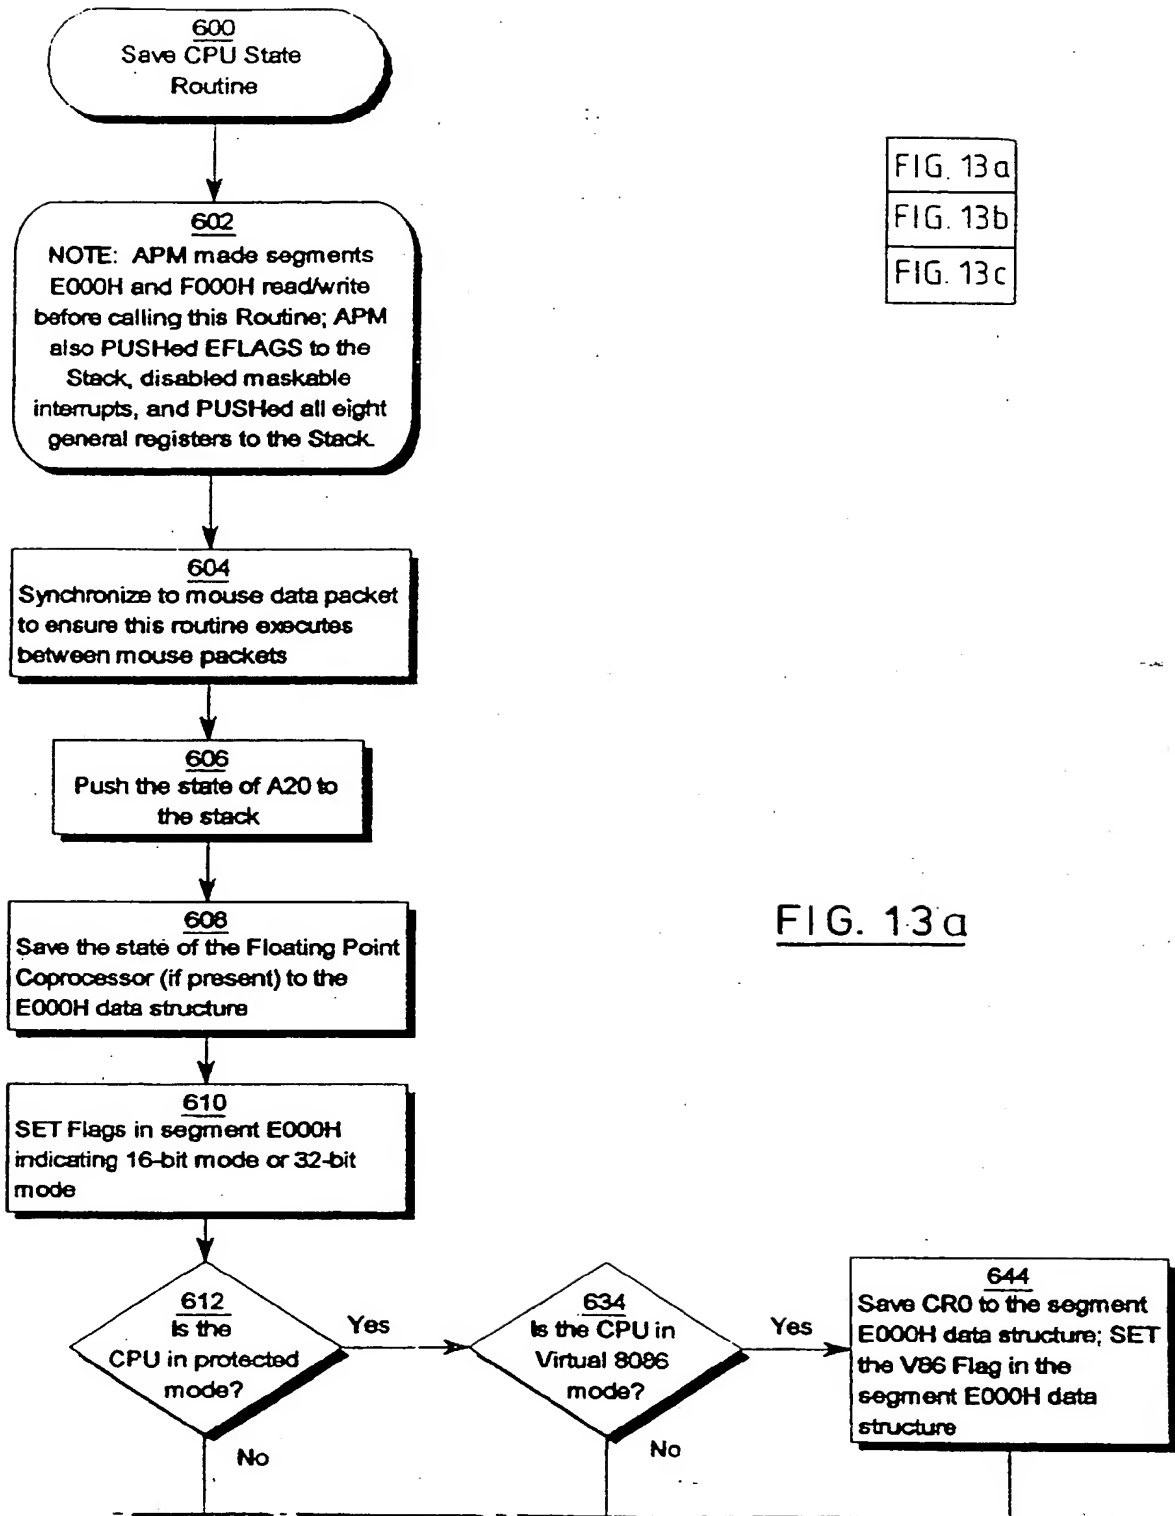 600
Save CPU State
Routine
FIG. 13a
FIG. 13b
FIG. 13c
602
NOTE: APM made segments
E000H and F000H read/write
before calling this Routine; APM
also PUSHed EFLAGS to the
Stack, disabled maskable
interrupts, and PUSHed all eight
general registers to the Stack.
604
Synchronize to mouse data packet
to ensure this routine executes
between mouse packets
606
Push the state of A20 to
the stack
608
Save the state of the Floating Point
Coprocessor (if present) to the
E000H data structure
FIG. 13a
610
SET Flags in segment E000H
indicating 16-bit mode or 32-bit
mode
612
Is the
CPU in protected
mode?
Yes
No
634
Is the CPU in
Virtual 8086
mode?
Yes
No
644
Save CR0 to the segment
E000H data structure; SET
the V86 Flag in the
segment E000H data
structure